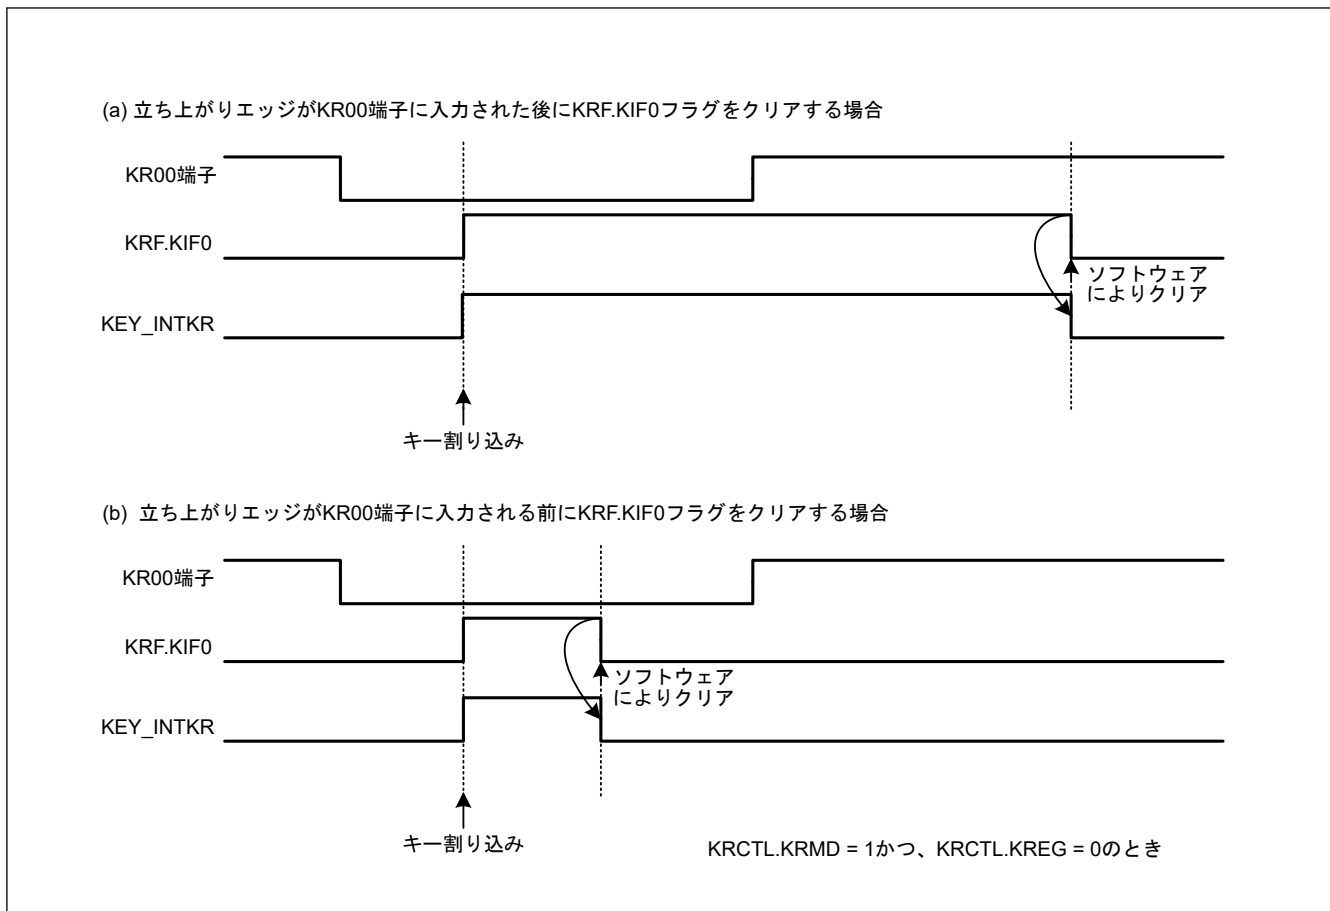 (a) 立ち上がりエッジがKR00端子に入力された後にKRF.KIF0フラグをクリアする場合
KR00端子
KRF.KIF0
ソフトウェア
によりクリア
KEY_INTKR
キー割り込み
(b) 立ち上がりエッジがKR00端子に入力される前にKRF.KIF0フラグをクリアする場合
KR00端子
KRF.KIF0
ソフトウェア
によりクリア
KEY_INTKR
キー割り込み
KRCTL.KRMD = 1かつ、KRCTL.KREG = 0のとき